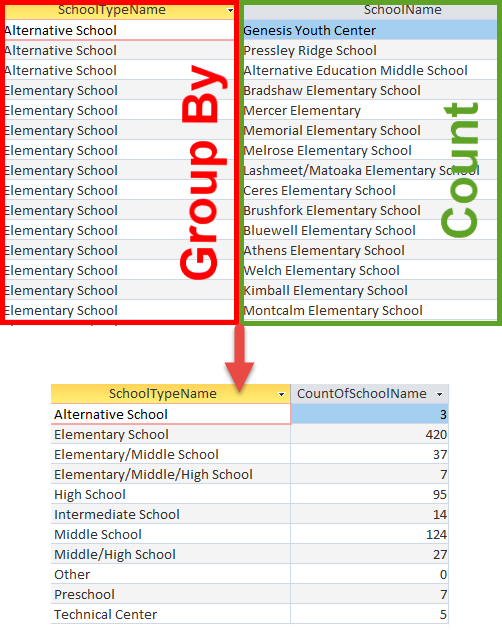 SchoolTypeName SchoolName
Alternative School Genesis Youth Center
Alternative School Pressley Ridge School
Alternative School Alternative Education Middle School
Elementary School Bradshaw Elementary School
Elementary School Mercer Elementary
Elementary School Memorial Elementary School
Elementary School Melrose Elementary School
Elementary School Lashmeet/Matoaka Elementary School
Elementary School Ceres Elementary School
Elementary School Brushfork Elementary School
Elementary School Bluewell Elementary School
Elementary School Athens Elementary School
Elementary School Welch Elementary School
Elementary School Kimball Elementary School
Elementary School Montcalm Elementary School
Group By
Count
SchoolTypeName CountOfSchoolName
Alternative School 3
Elementary School 420
Elementary/Middle School 37
Elementary/Middle/High School 7
High School 95
Intermediate School 14
Middle School 124
Middle/High School 27
Other 0
Preschool 7
Technical Center 5